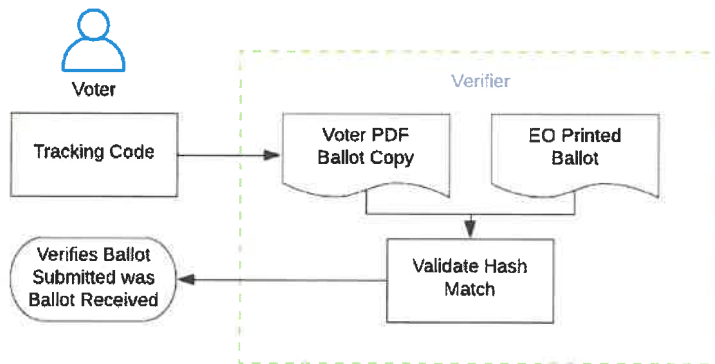 Verifier
Voter
Tracking Code
Voter PDF
Ballot Copy
EO Printed
Ballot
Verifies Ballot
Submitted was
Ballot Received
Validate Hash
Match